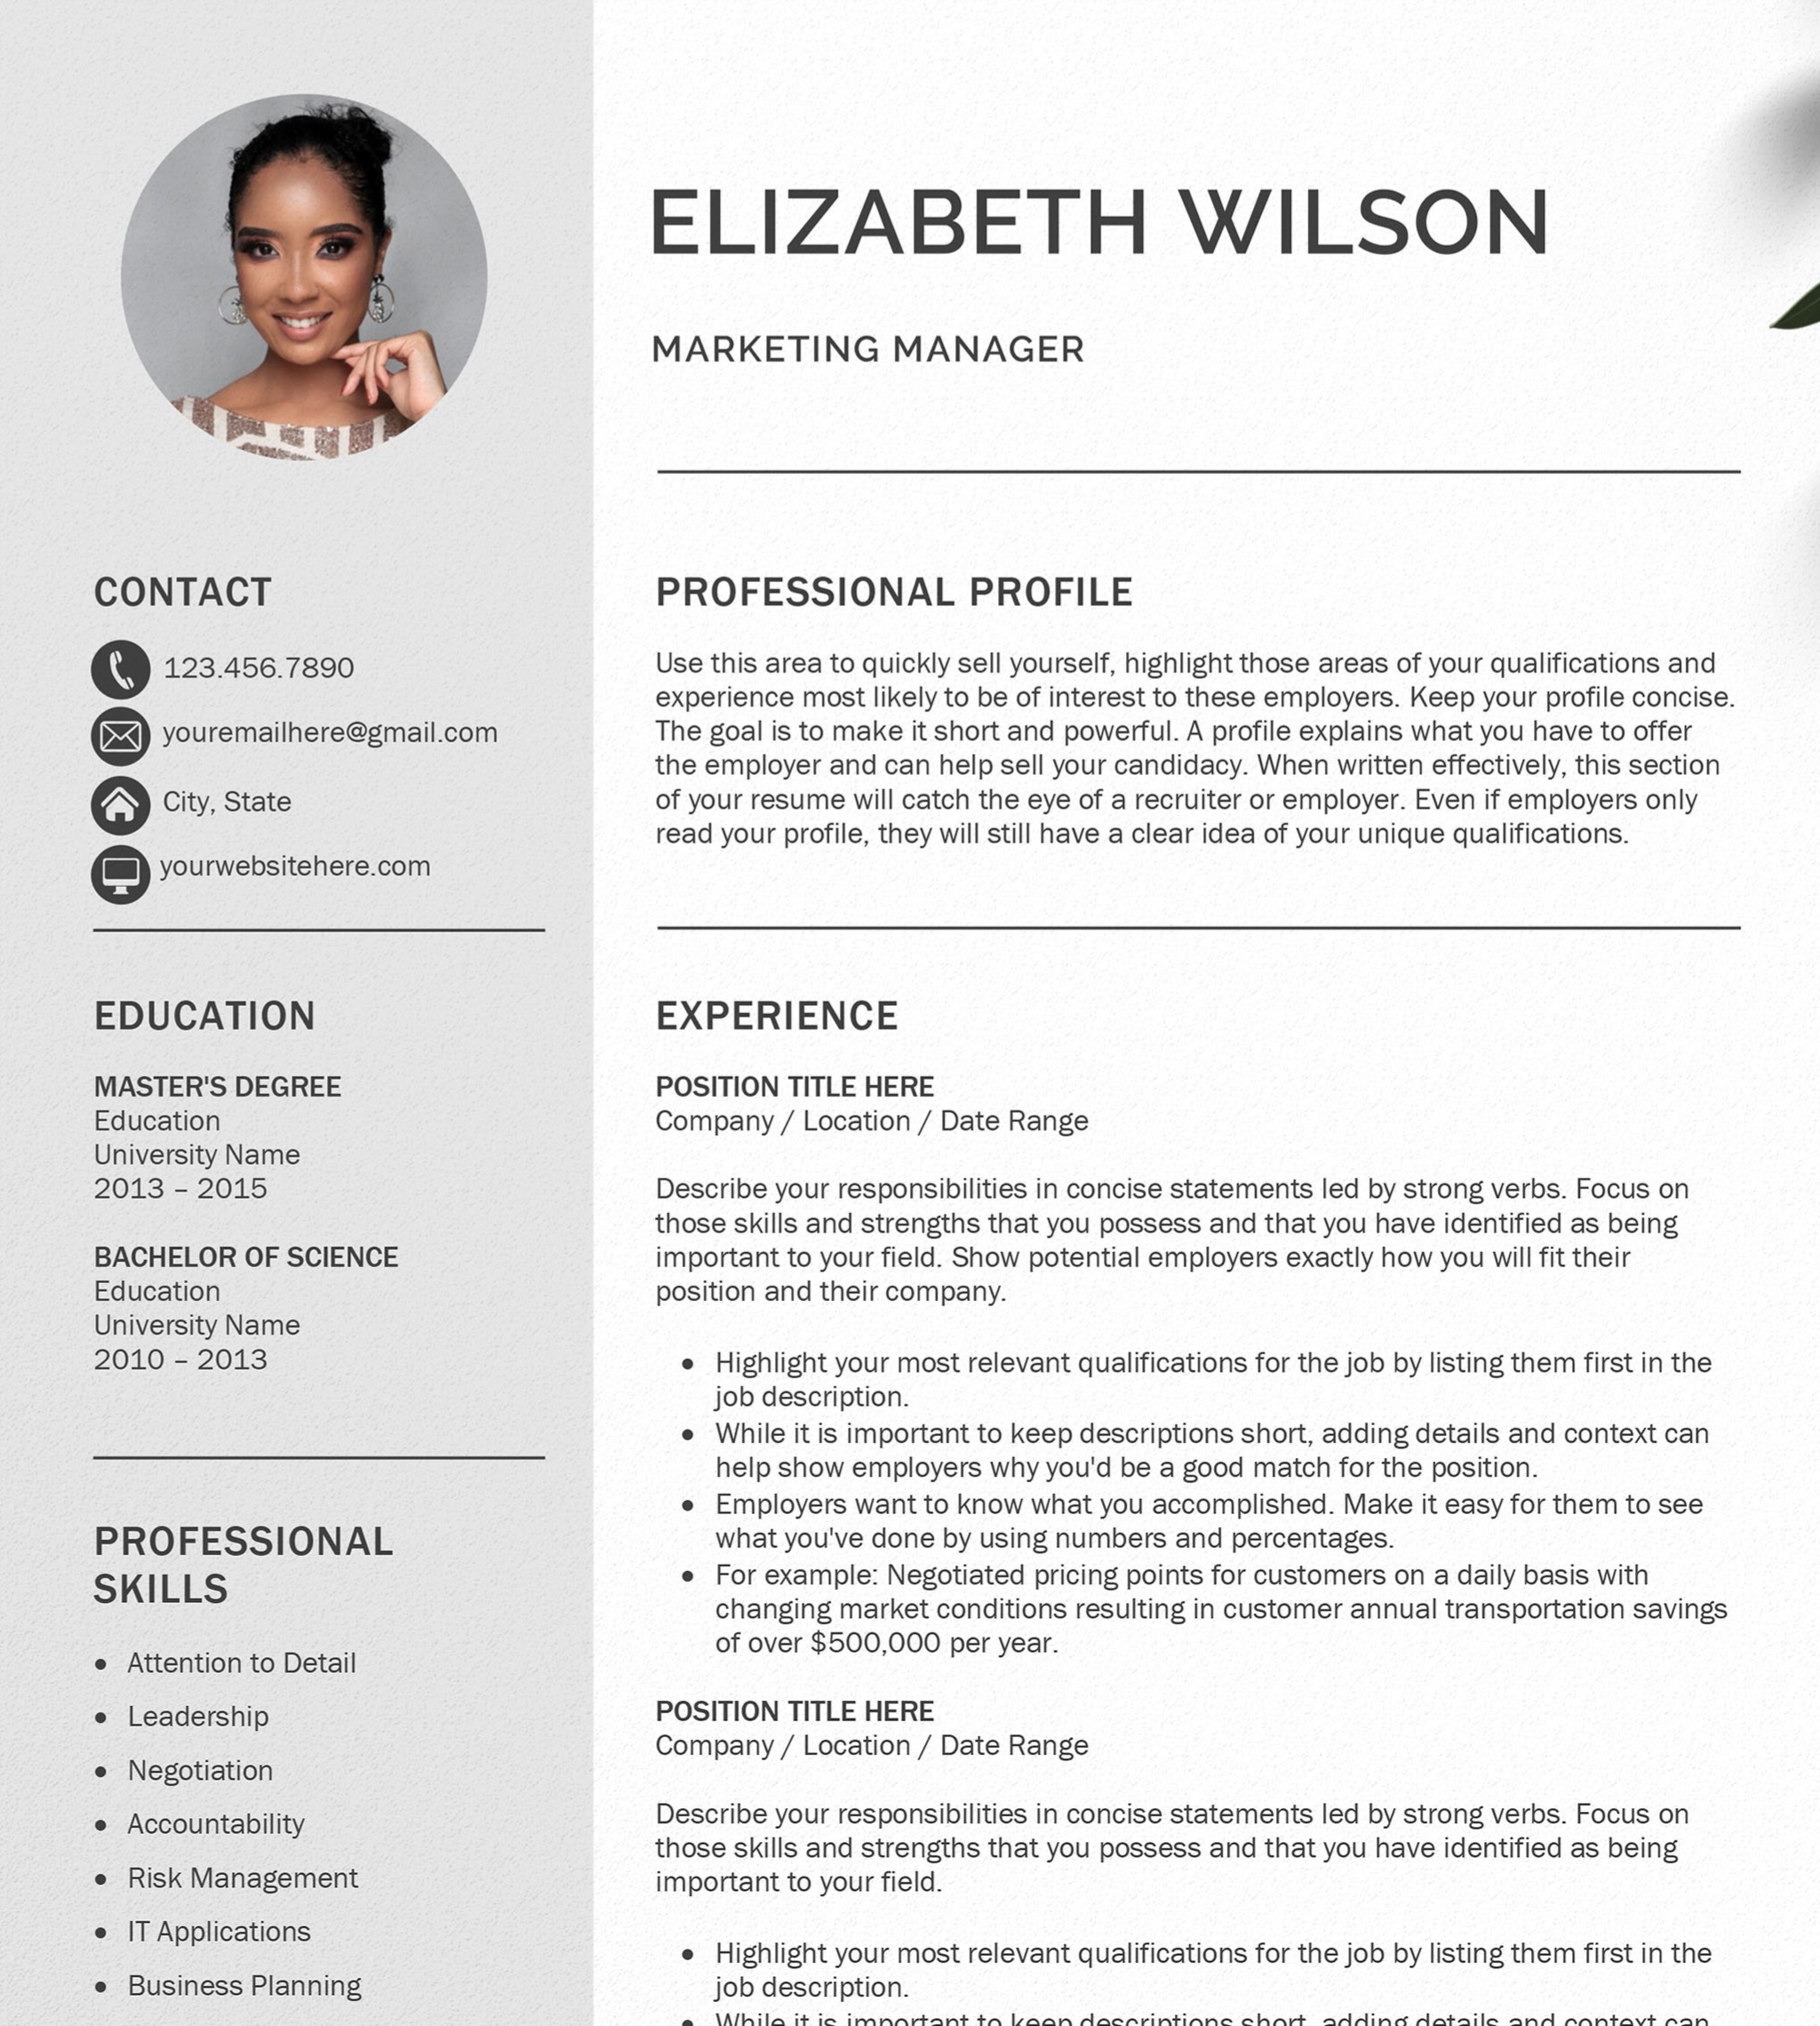 ELIZABETH WILSON
MARKETING MANAGER
CONTACT
123.456.7890
youremailhere@gmail.com
City, State
yourwebsitehere.com
EDUCATION
MASTER'S DEGREE
Education
University Name
2013 – 2015
BACHELOR OF SCIENCE
Education
University Name
2010 – 2013
PROFESSIONAL
SKILLS
• Attention to Detail
• Leadership
• Negotiation
• Accountability
• Risk Management
• IT Applications
• Business Planning
PROFESSIONAL PROFILE
Use this area to quickly sell yourself, highlight those areas of your qualifications and
experience most likely to be of interest to these employers. Keep your profile concise.
The goal is to make it short and powerful. A profile explains what you have to offer
the employer and can help sell your candidacy. When written effectively, this section
of your resume will catch the eye of a recruiter or employer. Even if employers only
read your profile, they will still have a clear idea of your unique qualifications.
EXPERIENCE
POSITION TITLE HERE
Company / Location / Date Range
Describe your responsibilities in concise statements led by strong verbs. Focus on
those skills and strengths that you possess and that you have identified as being
important to your field. Show potential employers exactly how you will fit their
position and their company.
• Highlight your most relevant qualifications for the job by listing them first in the
job description.
• While it is important to keep descriptions short, adding details and context can
help show employers why you'd be a good match for the position.
• Employers want to know what you accomplished. Make it easy for them to see
what you've done by using numbers and percentages.
• For example: Negotiated pricing points for customers on a daily basis with
changing market conditions resulting in customer annual transportation savings
of over $500,000 per year.
POSITION TITLE HERE
Company / Location / Date Range
Describe your responsibilities in concise statements led by strong verbs. Focus on
those skills and strengths that you possess and that you have identified as being
important to your field.
• Highlight your most relevant qualifications for the job by listing them first in the
job description.
• While it is important to keep descriptions short, adding details and context can